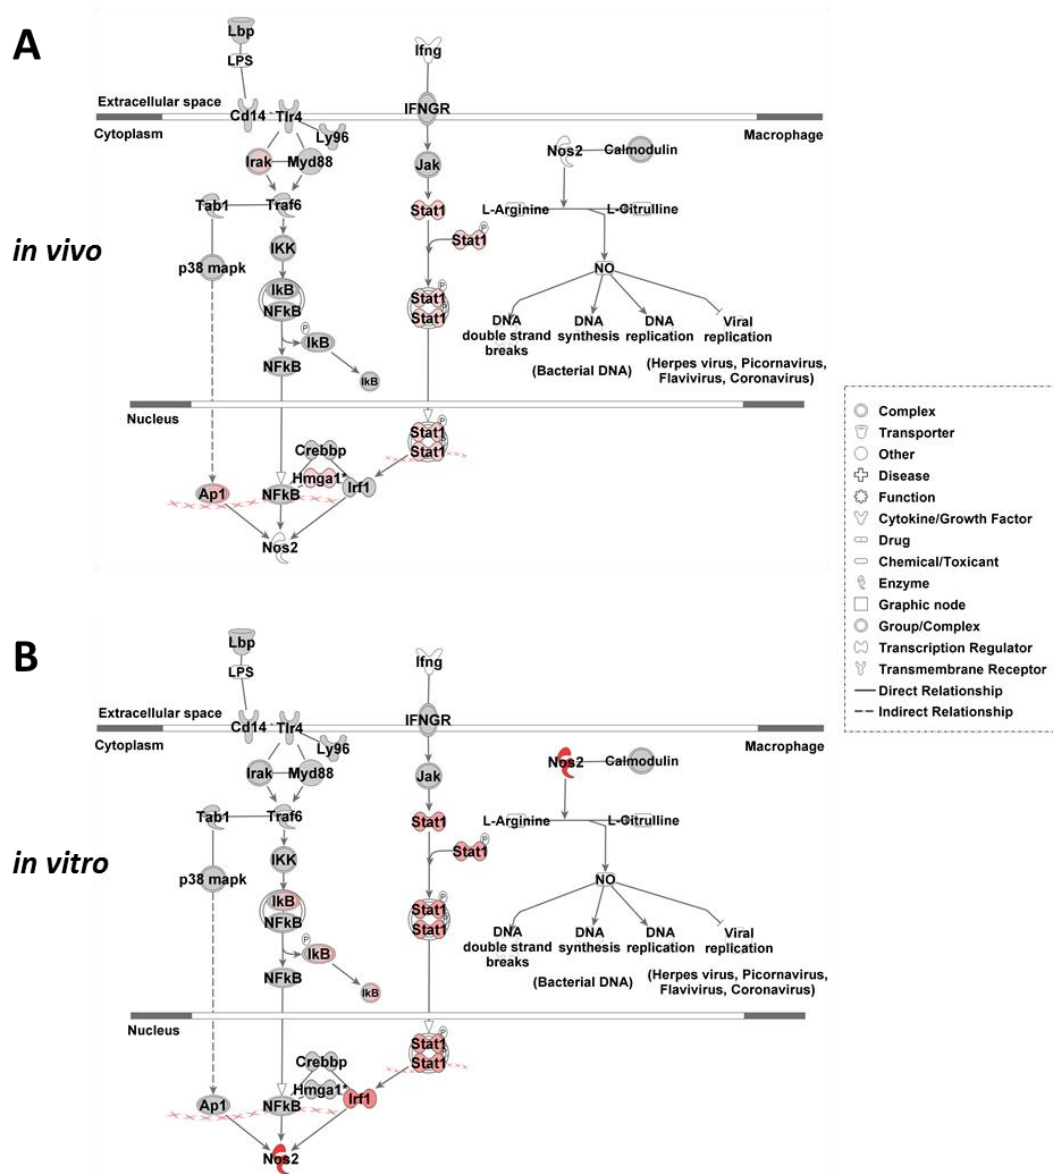 A
Lbp
LPS
Ifng
Extracellular space
Cd14
Tlr4
IFNGR
Cytoplasm
Ly96
Macrophage
Irak
Myd88
Jak
Nos2
Calmodulin
Tab1
Traf6
Stat1
L-Arginine
L-Citrulline
in vivo
IKK
Stat1
P
p38 mapk
NO
IkB
NFkB
Stat1
Stat1
P
P
DNA
double strand
breaks
DNA
synthesis
DNA
replication
Viral
replication
P
IkB
(Bacterial DNA)
(Herpes virus, Picornavirus,
Flavivirus, Coronavirus)
NFkB
IkB
Nucleus
Stat1
Stat1
P
P
Crebbp
Hmga1*
Ap1
NFkB
Irf1
Nos2
Complex
Transporter
Other
Disease
Function
Cytokine/Growth Factor
Drug
Chemical/Toxicant
Enzyme
Graphic node
Group/Complex
Transcription Regulator
Transmembrane Receptor
Direct Relationship
Indirect Relationship
B
Lbp
LPS
Ifng
Extracellular space
Cd14
Tlr4
IFNGR
Cytoplasm
Ly96
Macrophage
Irak
Myd88
Jak
Nos2
Calmodulin
Tab1
Traf6
Stat1
L-Arginine
L-Citrulline
in vitro
IKK
Stat1
P
p38 mapk
NO
IkB
NFkB
Stat1
Stat1
P
P
DNA
double strand
breaks
DNA
synthesis
DNA
replication
Viral
replication
P
IkB
(Bacterial DNA)
(Herpes virus, Picornavirus,
Flavivirus, Coronavirus)
NFkB
IkB
Nucleus
Stat1
Stat1
P
P
Crebbp
Hmga1*
Ap1
NFkB
Irf1
Nos2